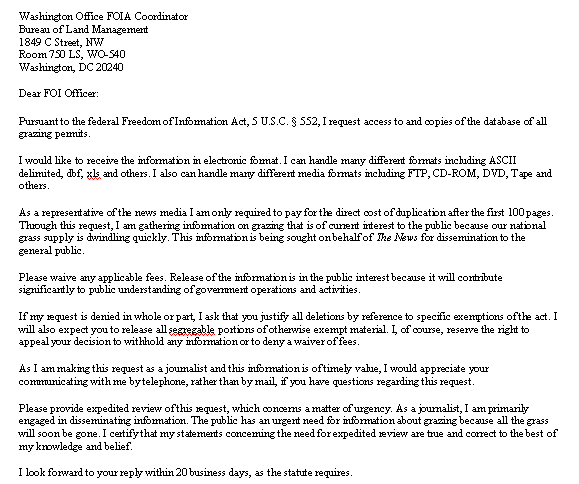 Washington Office FOIA Coordinator
Bureau of Land Management
1849 C Street, NW
Room 750 LS, WO-540
Washington, DC 20240
Dear FOI Officer:
Pursuant to the federal Freedom of Information Act, 5 U.S.C. § 552, I request access to and copies of the database of all
grazing permits.
I would like to receive the information in electronic format. I can handle many different formats including ASCII
delimited, dbf, xls and others. I also can handle many different media formats including FTP, CD-ROM, DVD, Tape and
others.
As a representative of the news media I am only required to pay for the direct cost of duplication after the first 100 pages.
Through this request, I am gathering information on grazing that is of current interest to the public because our national
grass supply is dwindling quickly. This information is being sought on behalf of The News for dissemination to the
general public.
Please waive any applicable fees. Release of the information is in the public interest because it will contribute
significantly to public understanding of government operations and activities.
If my request is denied in whole or part, I ask that you justify all deletions by reference to specific exemptions of the act. I
will also expect you to release all segregable portions of otherwise exempt material. I, of course, reserve the right to
appeal your decision to withhold any information or to deny a waiver of fees.
As I am making this request as a journalist and this information is of timely value, I would appreciate your
communicating with me by telephone, rather than by mail, if you have questions regarding this request.
Please provide expedited review of this request, which concerns a matter of urgency. As a journalist, I am primarily
engaged in disseminating information. The public has an urgent need for information about grazing because all the grass
will soon be gone. I certify that my statements concerning the need for expedited review are true and correct to the best of
my knowledge and belief.
I look forward to your reply within 20 business days, as the statute requires.